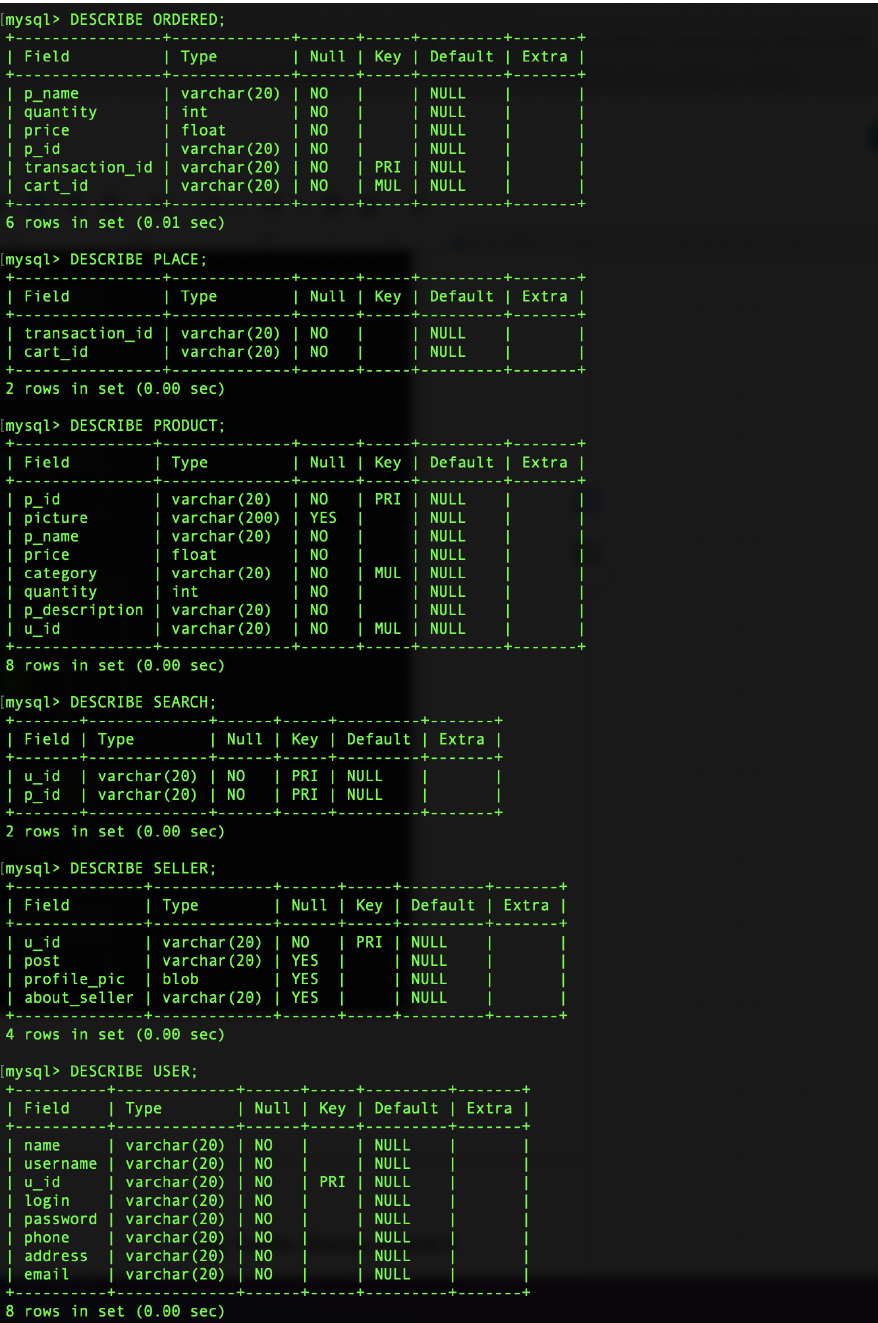 [mysql> DESCRIBE ORDERED;
+----------------+-------------+------+-----+---------+-------+
| Field          | Type        | Null | Key | Default | Extra |
+----------------+-------------+------+-----+---------+-------+
| p_name         | varchar(20) | NO   |     | NULL    |       |
| quantity       | int         | NO   |     | NULL    |       |
| price          | float       | NO   |     | NULL    |       |
| p_id           | varchar(20) | NO   |     | NULL    |       |
| transaction_id | varchar(20) | NO   | PRI | NULL    |       |
| cart_id        | varchar(20) | NO   | MUL | NULL    |       |
+----------------+-------------+------+-----+---------+-------+
6 rows in set (0.01 sec)
[mysql> DESCRIBE PLACE;
+----------------+-------------+------+-----+---------+-------+
| Field          | Type        | Null | Key | Default | Extra |
+----------------+-------------+------+-----+---------+-------+
| transaction_id | varchar(20) | NO   |     | NULL    |       |
| cart_id        | varchar(20) | NO   |     | NULL    |       |
+----------------+-------------+------+-----+---------+-------+
2 rows in set (0.00 sec)
[mysql> DESCRIBE PRODUCT;
+---------------+--------------+------+-----+---------+-------+
| Field         | Type         | Null | Key | Default | Extra |
+---------------+--------------+------+-----+---------+-------+
| p_id          | varchar(20)  | NO   | PRI | NULL    |       |
| picture       | varchar(200) | YES  |     | NULL    |       |
| p_name        | varchar(20)  | NO   |     | NULL    |       |
| price         | float        | NO   |     | NULL    |       |
| category      | varchar(20)  | NO   | MUL | NULL    |       |
| quantity      | int          | NO   |     | NULL    |       |
| p_description | varchar(20)  | NO   |     | NULL    |       |
| u_id          | varchar(20)  | NO   | MUL | NULL    |       |
+---------------+--------------+------+-----+---------+-------+
8 rows in set (0.00 sec)
[mysql> DESCRIBE SEARCH;
+-------+-------------+------+-----+---------+-------+
| Field | Type        | Null | Key | Default | Extra |
+-------+-------------+------+-----+---------+-------+
| u_id  | varchar(20) | NO   | PRI | NULL    |       |
| p_id  | varchar(20) | NO   | PRI | NULL    |       |
+-------+-------------+------+-----+---------+-------+
2 rows in set (0.00 sec)
[mysql> DESCRIBE SELLER;
+--------------+-------------+------+-----+---------+-------+
| Field        | Type        | Null | Key | Default | Extra |
+--------------+-------------+------+-----+---------+-------+
| u_id         | varchar(20) | NO   | PRI | NULL    |       |
| post         | varchar(20) | YES  |     | NULL    |       |
| profile_pic  | blob        | YES  |     | NULL    |       |
| about_seller | varchar(20) | YES  |     | NULL    |       |
+--------------+-------------+------+-----+---------+-------+
4 rows in set (0.00 sec)
[mysql> DESCRIBE USER;
+----------+-------------+------+-----+---------+-------+
| Field    | Type        | Null | Key | Default | Extra |
+----------+-------------+------+-----+---------+-------+
| name     | varchar(20) | NO   |     | NULL    |       |
| username | varchar(20) | NO   |     | NULL    |       |
| u_id     | varchar(20) | NO   | PRI | NULL    |       |
| login    | varchar(20) | NO   |     | NULL    |       |
| password | varchar(20) | NO   |     | NULL    |       |
| phone    | varchar(20) | NO   |     | NULL    |       |
| address  | varchar(20) | NO   |     | NULL    |       |
| email    | varchar(20) | NO   |     | NULL    |       |
+----------+-------------+------+-----+---------+-------+
8 rows in set (0.00 sec)